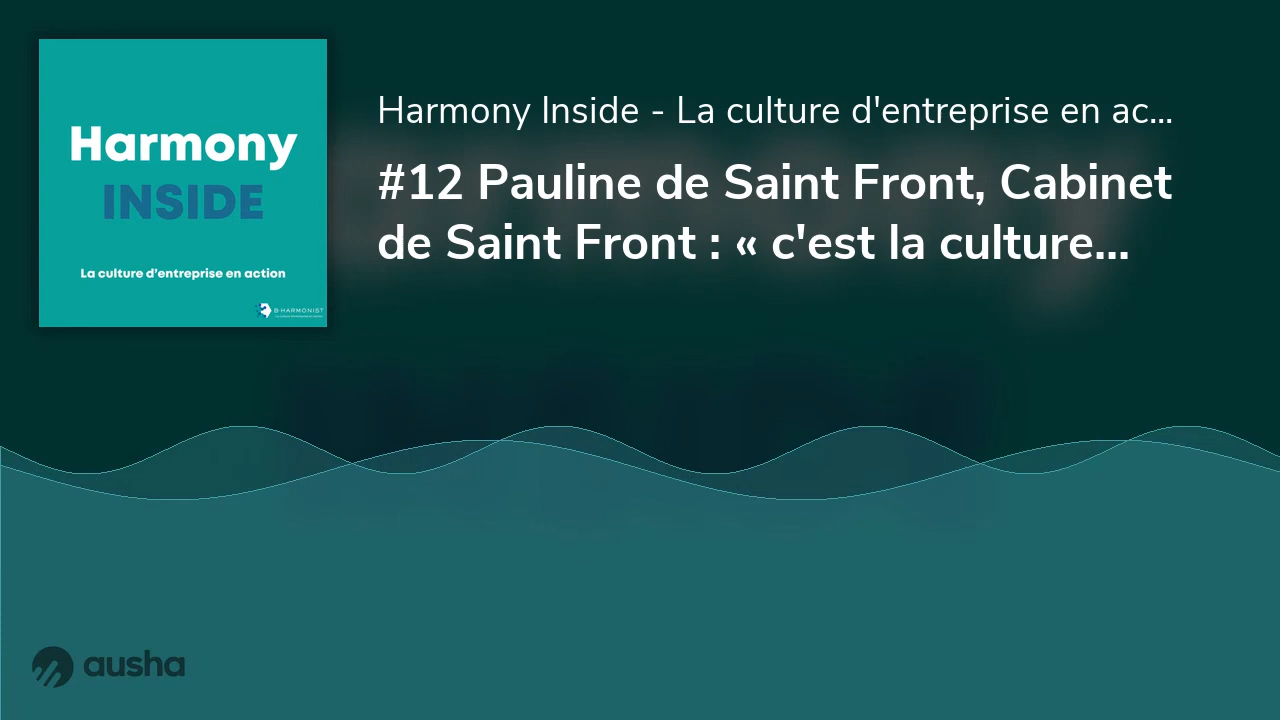 Harmony Inside - La culture d'entreprise en ac...
#12 Pauline de Saint Front, Cabinet
de Saint Front : « c'est la culture...
Harmony
INSIDE
La culture d'entreprise en action
B·HARMONIST
ausha